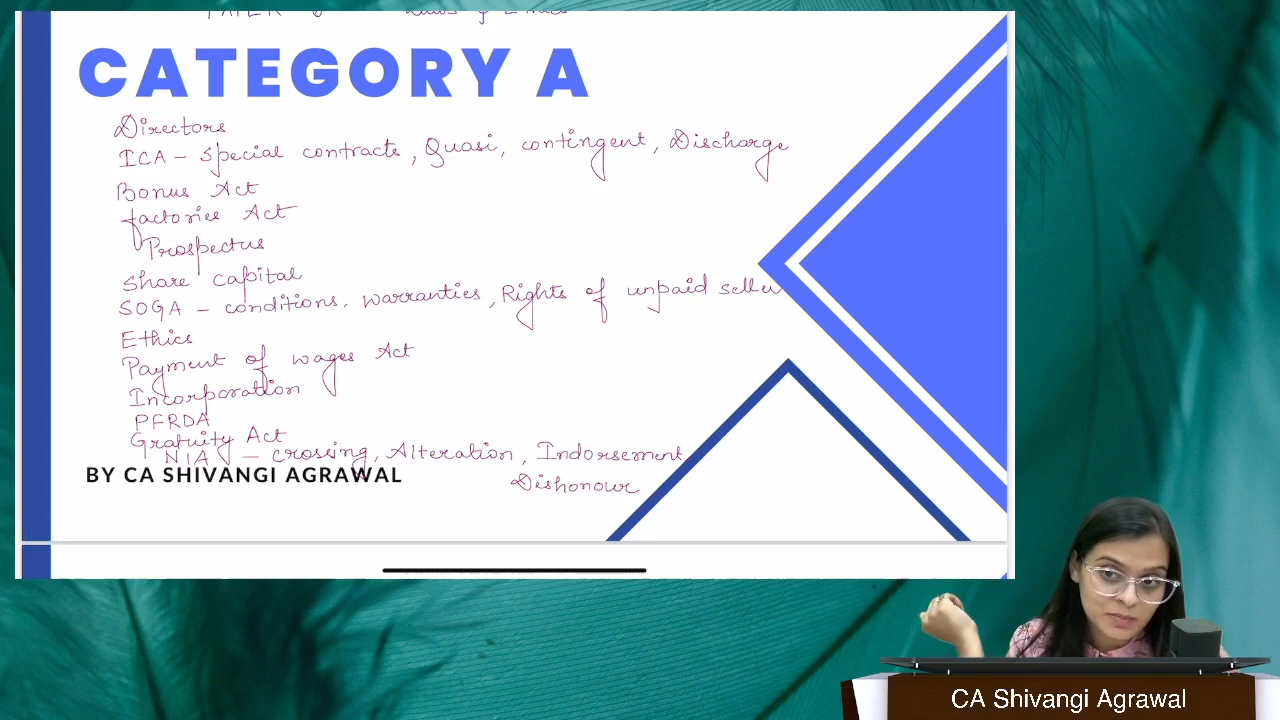 CATEGORY A
Directors
ICA - Special contracts, Quasi, contingent, Discharge
Bonus Act
factories Act
Prospectus
Share capital
SOGA - conditions, warranties, Rights of unpaid seller
Ethics
Payment of wages Act
Incorporation
PFRDA
Gratuity Act
NIA - crossing, Alteration, Indorsement,
Dishonour
BY CA SHIVANGI AGRAWAL
CA Shivangi Agrawal